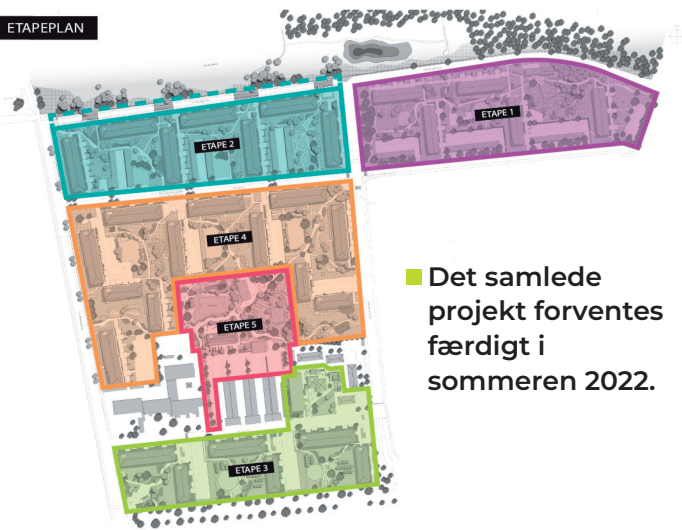 ETAPEPLAN
ETAPE 1
ETAPE 2
ETAPE 4
Det samlede
projekt forventes
færdigt i
sommeren 2022.
ETAPE 5
ETAPE 3